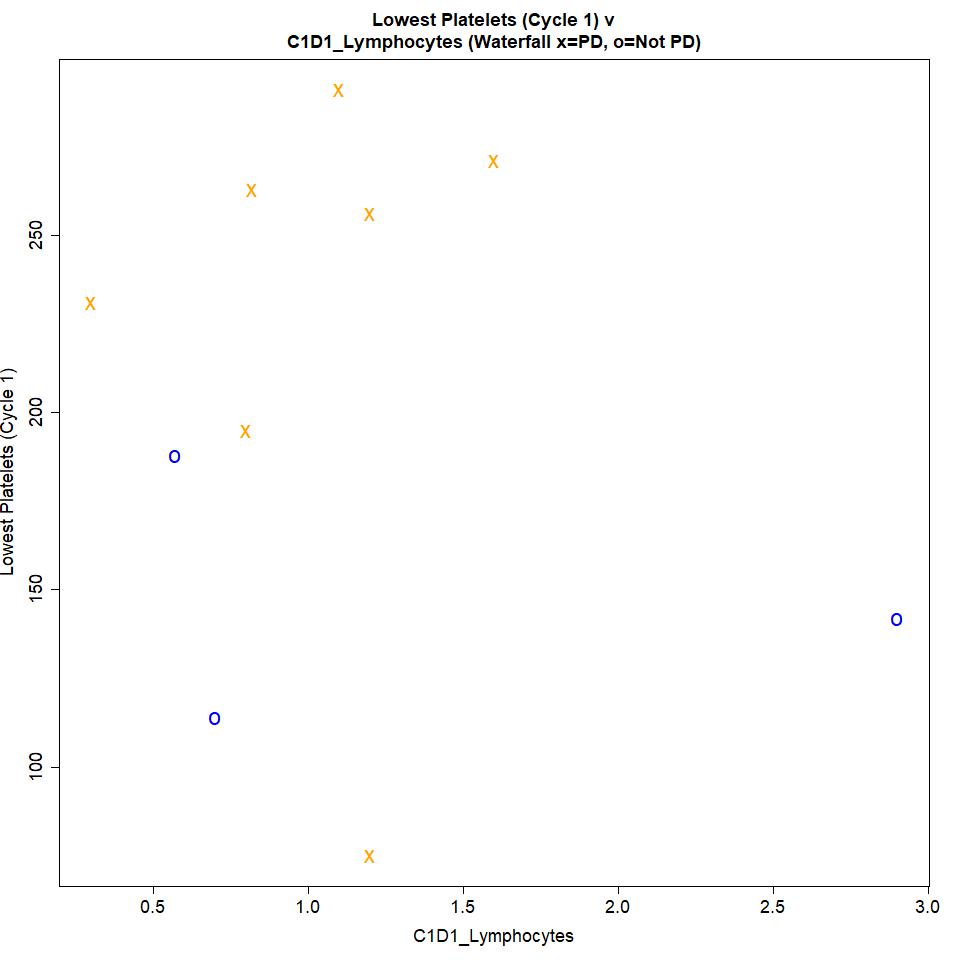 Lowest Platelets (Cycle 1) v
C1D1_Lymphocytes (Waterfall x=PD, o=Not PD)
X
X
X
X
250
X
Lowest Platelets (Cycle 1)
200
X
O
150
O
O
100
X
0.5 1.0 1.5 2.0 2.5 3.0
C1D1_Lymphocytes